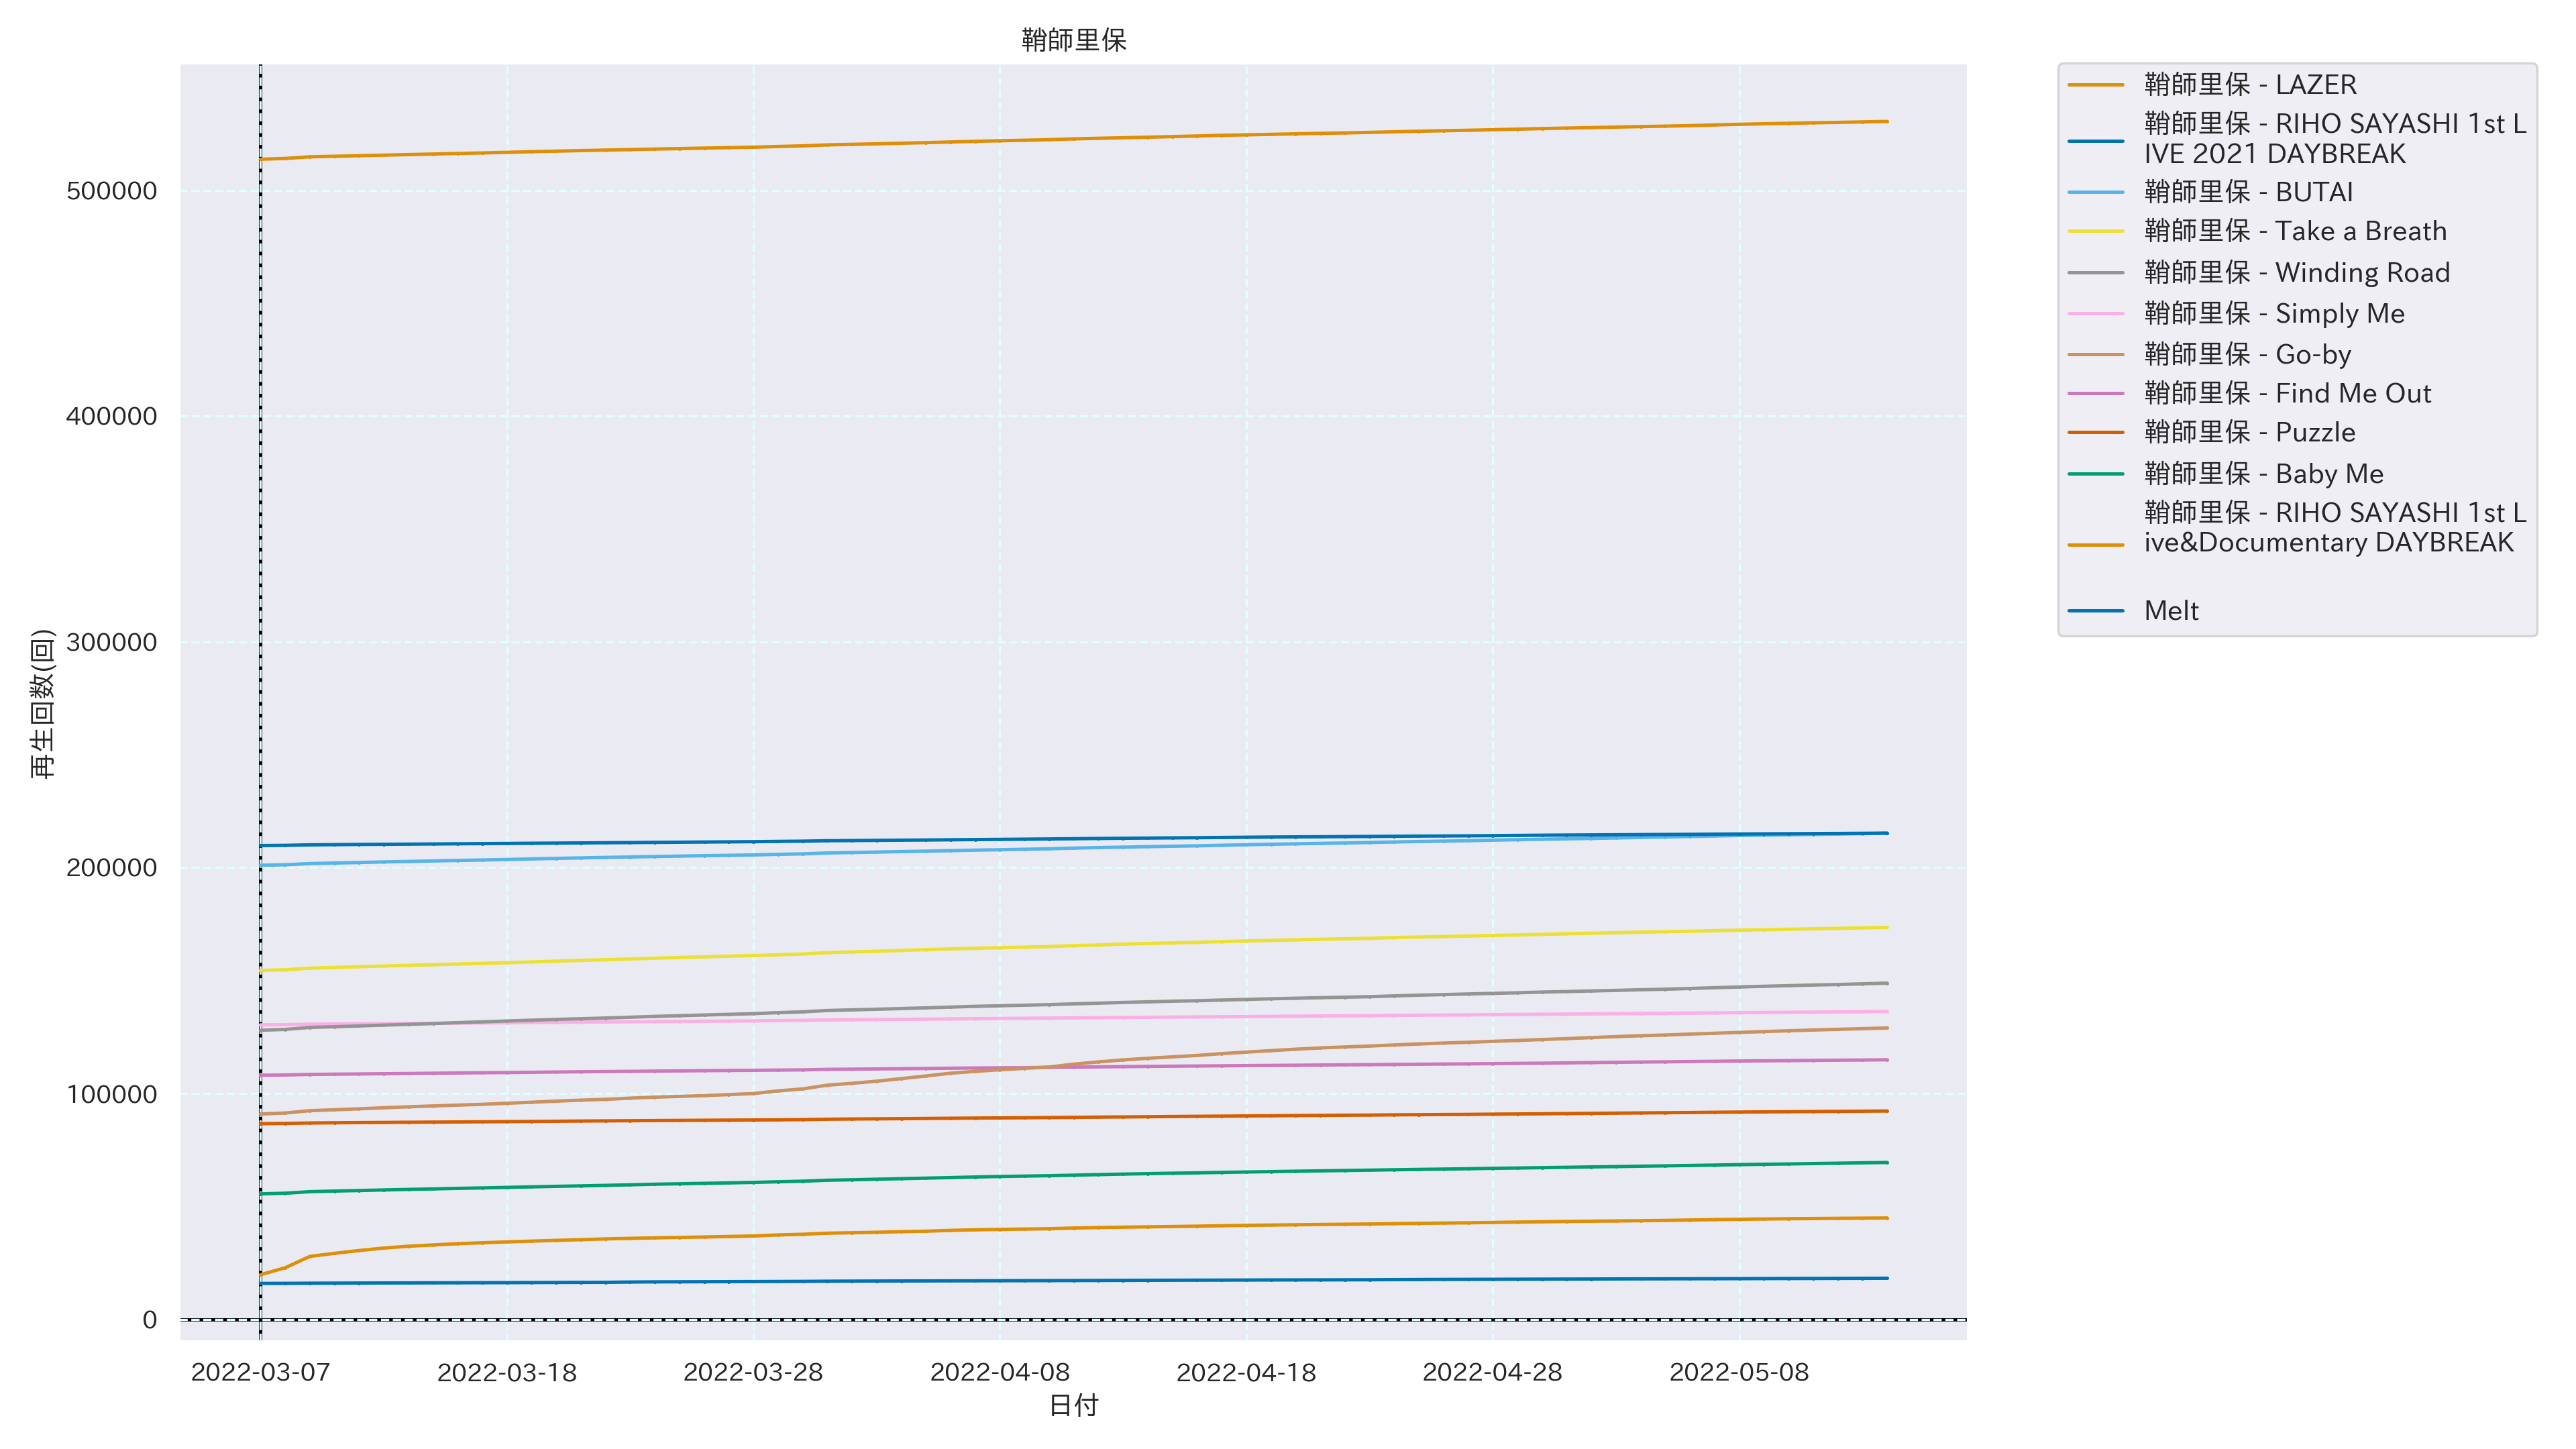 鞘師里保
500000
400000
300000
200000
100000
0
再生回数(回)
2022-03-07
2022-03-18
2022-03-28
2022-04-08
2022-04-18
2022-04-28
2022-05-08
日付
鞘師里保 - LAZER
鞘師里保 - RIHO SAYASHI 1st L
IVE 2021 DAYBREAK
鞘師里保 - BUTAI
鞘師里保 - Take a Breath
鞘師里保 - Winding Road
鞘師里保 - Simply Me
鞘師里保 - Go-by
鞘師里保 - Find Me Out
鞘師里保 - Puzzle
鞘師里保 - Baby Me
鞘師里保 - RIHO SAYASHI 1st L
ive&Documentary DAYBREAK
Melt